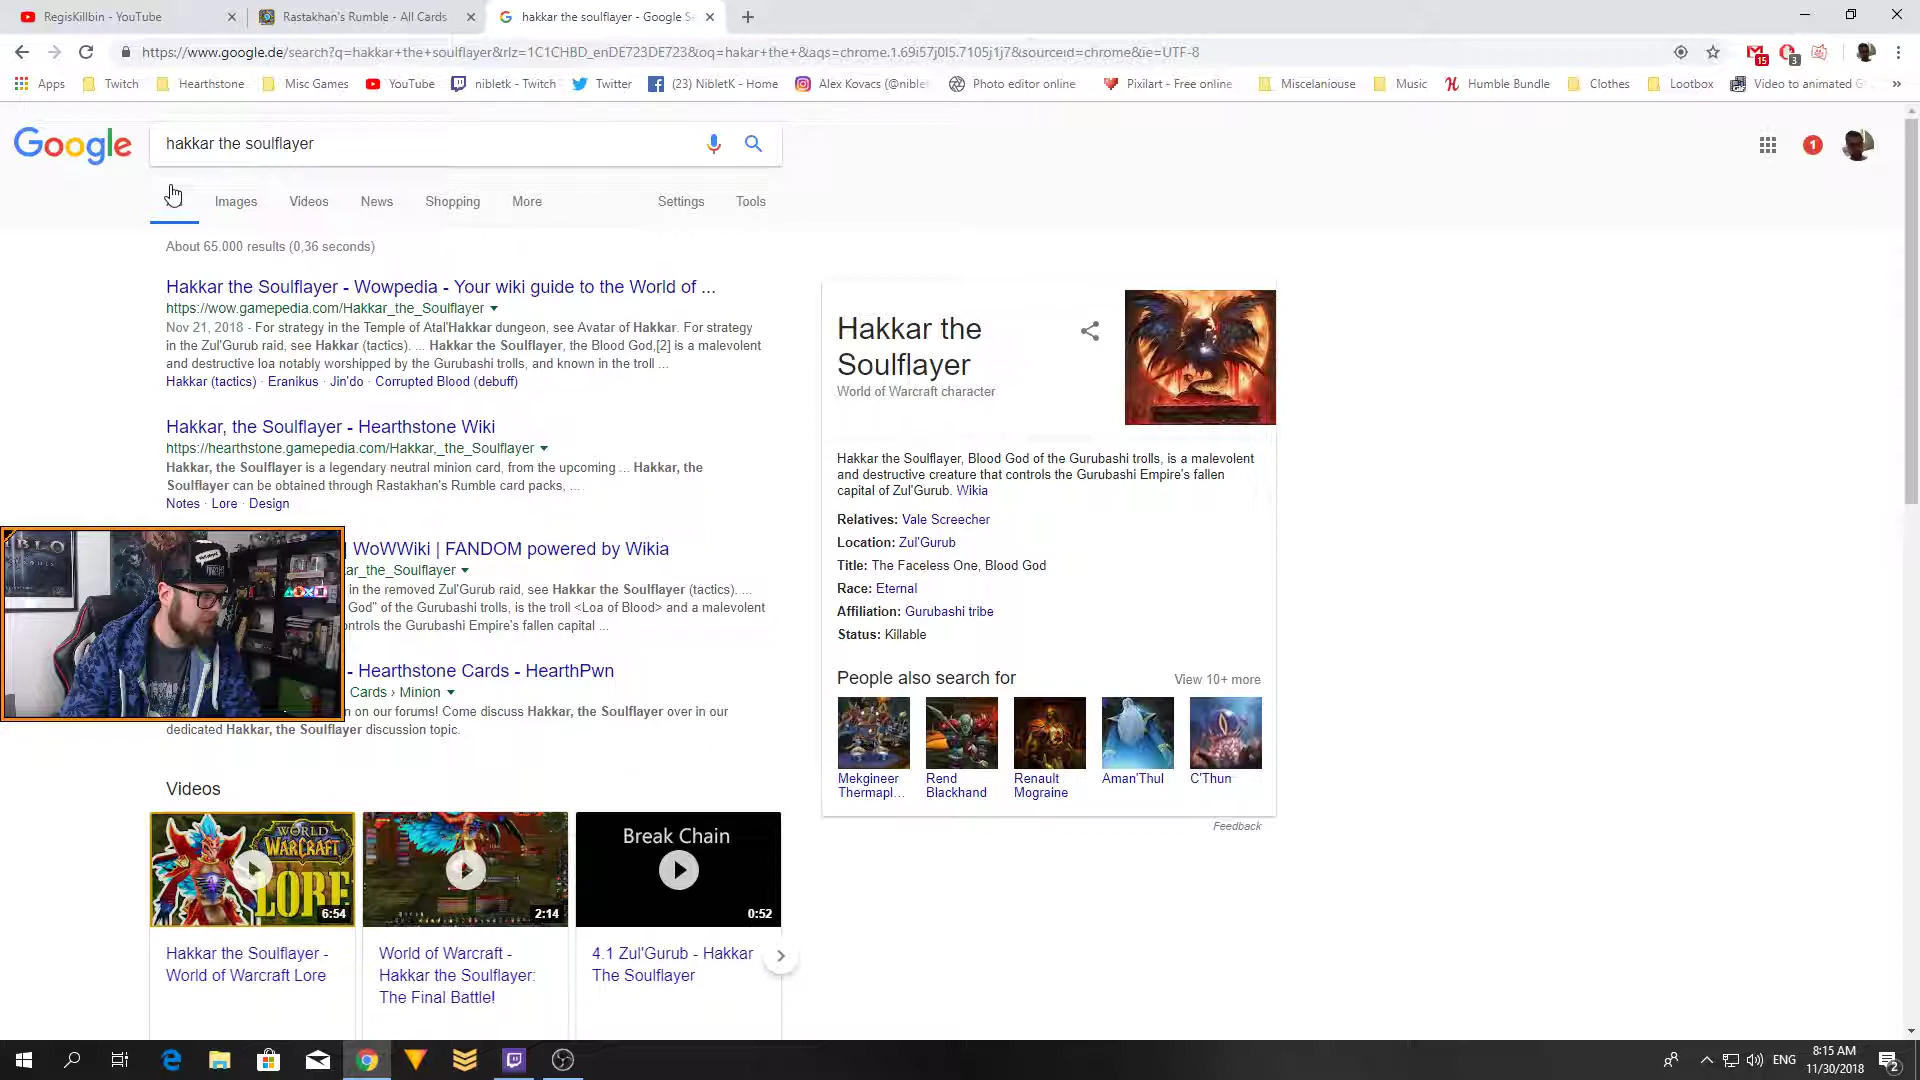 RegisKillbin - YouTube
Rastakhan's Rumble - All Cards
hakkar the soulflayer - Google Se
https://www.google.de/search?q=hakkar+the+soulflayer&rlz=1C1CHBD_enDE723DE723&oq=hakar+the+&aqs=chrome.1.69i57j0l5.7105j1j7&sourceid=chrome&ie=UTF-8
15
3
Apps
Twitch
Hearthstone
Misc Games
YouTube
nibletk - Twitch
Twitter
(23) NibletK - Home
Alex Kovacs (@niblet
Photo editor online
Pixilart - Free online
Miscelaniouse
Music
Humble Bundle
Clothes
Lootbox
Video to animated G
Google
hakkar the soulflayer
1
Images
Videos
News
Shopping
More
Settings
Tools
About 65.000 results (0,36 seconds)
Hakkar the Soulflayer - Wowpedia - Your wiki guide to the World of ...
https://wow.gamepedia.com/Hakkar_the_Soulflayer
Nov 21, 2018 - For strategy in the Temple of Atal'Hakkar dungeon, see Avatar of Hakkar. For strategy
in the Zul'Gurub raid, see Hakkar (tactics). ... Hakkar the Soulflayer, the Blood God,[2] is a malevolent
and destructive loa notably worshipped by the Gurubashi trolls, and known in the troll ...
Hakkar (tactics) · Eranikus · Jin'do · Corrupted Blood (debuff)
Hakkar, the Soulflayer - Hearthstone Wiki
https://hearthstone.gamepedia.com/Hakkar,_the_Soulflayer
Hakkar, the Soulflayer is a legendary neutral minion card, from the upcoming ... Hakkar, the
Soulflayer can be obtained through Rastakhan's Rumble card packs, ...
Notes · Lore · Design
| WoWWiki | FANDOM powered by Wikia
ar_the_Soulflayer
in the removed Zul'Gurub raid, see Hakkar the Soulflayer (tactics). ...
God" of the Gurubashi trolls, is the troll <Loa of Blood> and a malevolent
ontrols the Gurubashi Empire's fallen capital ...
- Hearthstone Cards - HearthPwn
Cards › Minion
n on our forums! Come discuss Hakkar, the Soulflayer over in our
dedicated Hakkar, the Soulflayer discussion topic.
Videos
WORLD
WARCRAFT
LORE
6:54
2:14
Break Chain
0:52
Hakkar the Soulflayer -
World of Warcraft Lore
World of Warcraft -
Hakkar the Soulflayer:
The Final Battle!
4.1 Zul'Gurub - Hakkar
The Soulflayer
Hakkar the
Soulflayer
World of Warcraft character
Hakkar the Soulflayer, Blood God of the Gurubashi trolls, is a malevolent
and destructive creature that controls the Gurubashi Empire's fallen
capital of Zul'Gurub. Wikia
Relatives: Vale Screecher
Location: Zul'Gurub
Title: The Faceless One, Blood God
Race: Eternal
Affiliation: Gurubashi tribe
Status: Killable
People also search for
View 10+ more
Mekgineer
Thermapl...
Rend
Blackhand
Renault
Mograine
Aman'Thul
C'Thun
Feedback
ENG
8:15 AM
11/30/2018
2